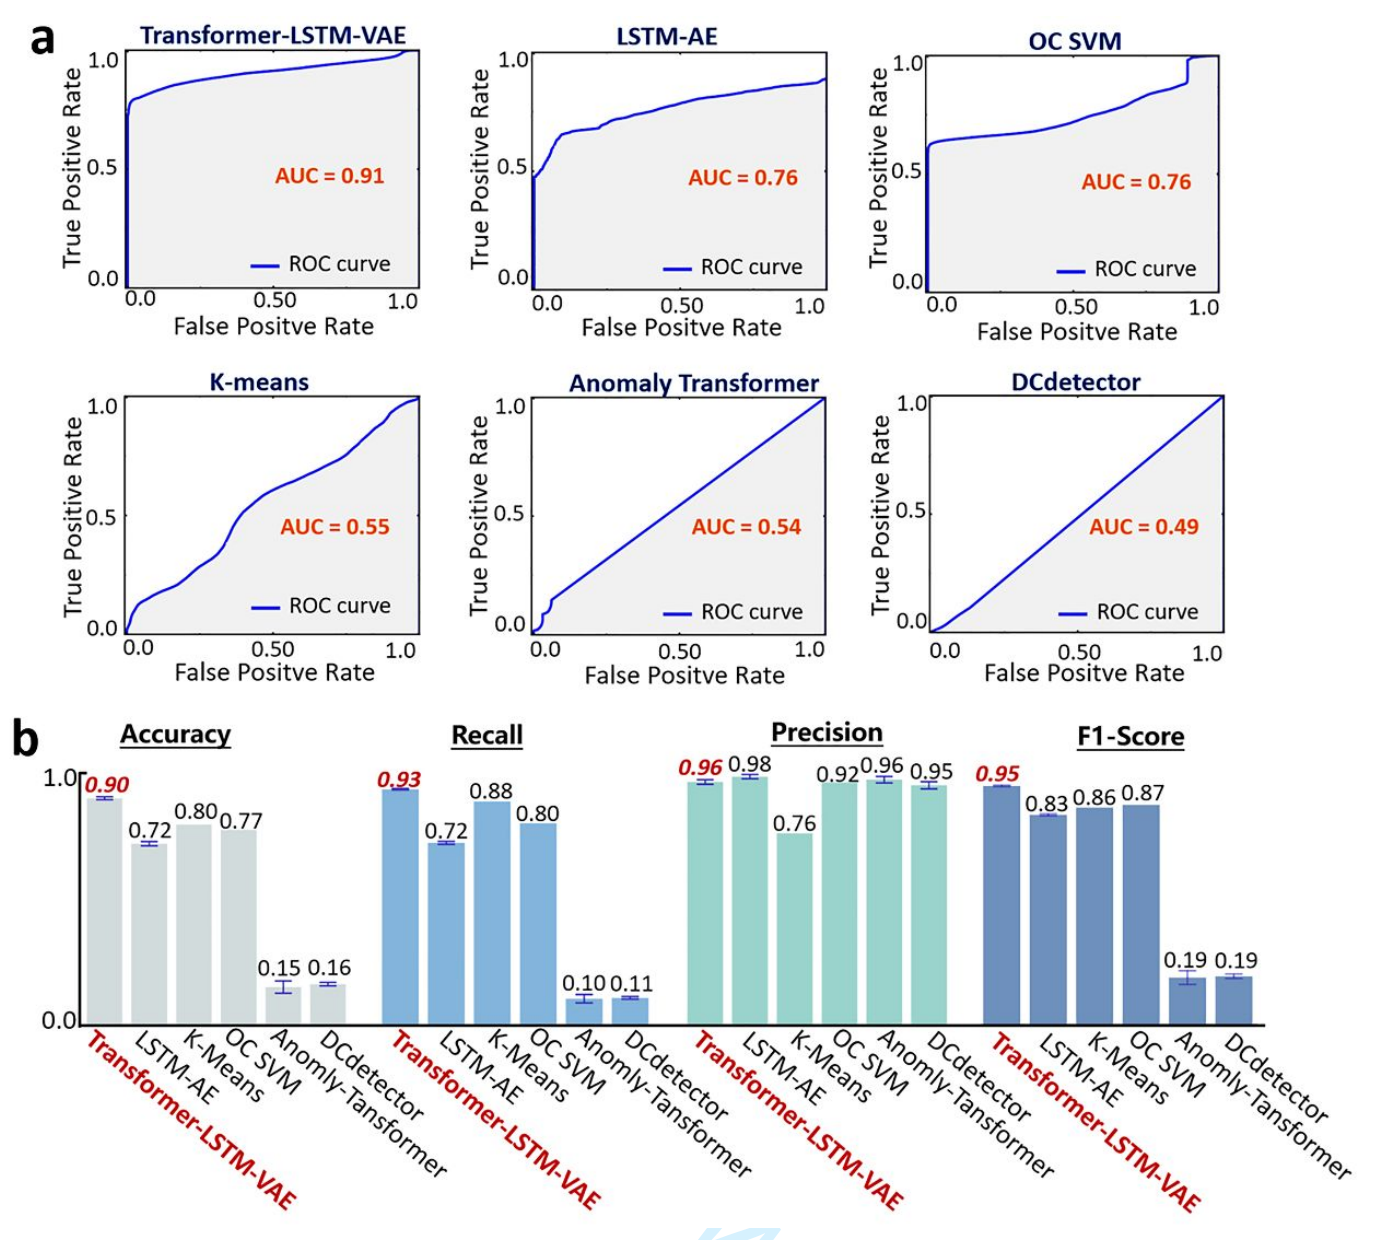 a
Transformer-LSTM-VAE
LSTM-AE
OC SVM
True Positive Rate
1.0
0.5
0.0
AUC = 0.91
ROC curve
0.0 0.50 1.0
False Positve Rate
True Positive Rate
1.0
0.5
0.0
AUC = 0.76
ROC curve
0.0 0.50 1.0
False Positve Rate
True Positive Rate
1.0
0.5
0.0
AUC = 0.76
ROC curve
0.0 0.50 1.0
False Positve Rate
K-means
Anomaly Transformer
DCdetector
True Positive Rate
1.0
0.5
0.0
AUC = 0.55
ROC curve
0.0 0.50 1.0
False Positve Rate
True Positive Rate
1.0
0.5
0.0
AUC = 0.54
ROC curve
0.0 0.50 1.0
False Positve Rate
True Positive Rate
1.0
0.5
0.0
AUC = 0.49
ROC curve
0.0 0.50 1.0
False Positve Rate
b
Accuracy
Recall
Precision
F1-Score
1.0
0.0
0.90
0.72
0.80
0.77
0.15
0.16
0.93
0.72
0.88
0.80
0.10
0.11
0.96
0.98
0.76
0.92
0.96
0.95
0.95
0.83
0.86
0.87
0.19
0.19
Transformer-LSTM-VAE
LSTM-AE
K-Means
OC SVM
Anomly-Tansformer
DCdetector
Transformer-LSTM-VAE
LSTM-AE
K-Means
OC SVM
Anomly-Tansformer
DCdetector
Transformer-LSTM-VAE
LSTM-AE
K-Means
OC SVM
Anomly-Tansformer
DCdetector
Transformer-LSTM-VAE
LSTM-AE
K-Means
OC SVM
Anomly-Tansformer
DCdetector